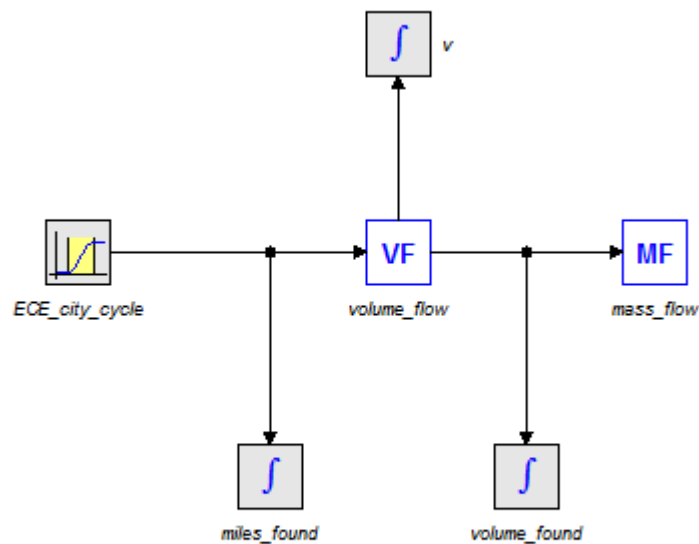 ∫ v
VF MF
ECE_city_cycle volume_flow mass_flow
∫ ∫
miles_found volume_found